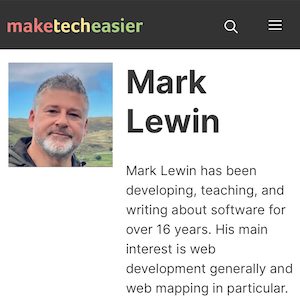 maketecheasier
Mark
Lewin
Mark Lewin has been
developing, teaching, and
writing about software for
over 16 years. His main
interest is web
development generally and
web mapping in particular.